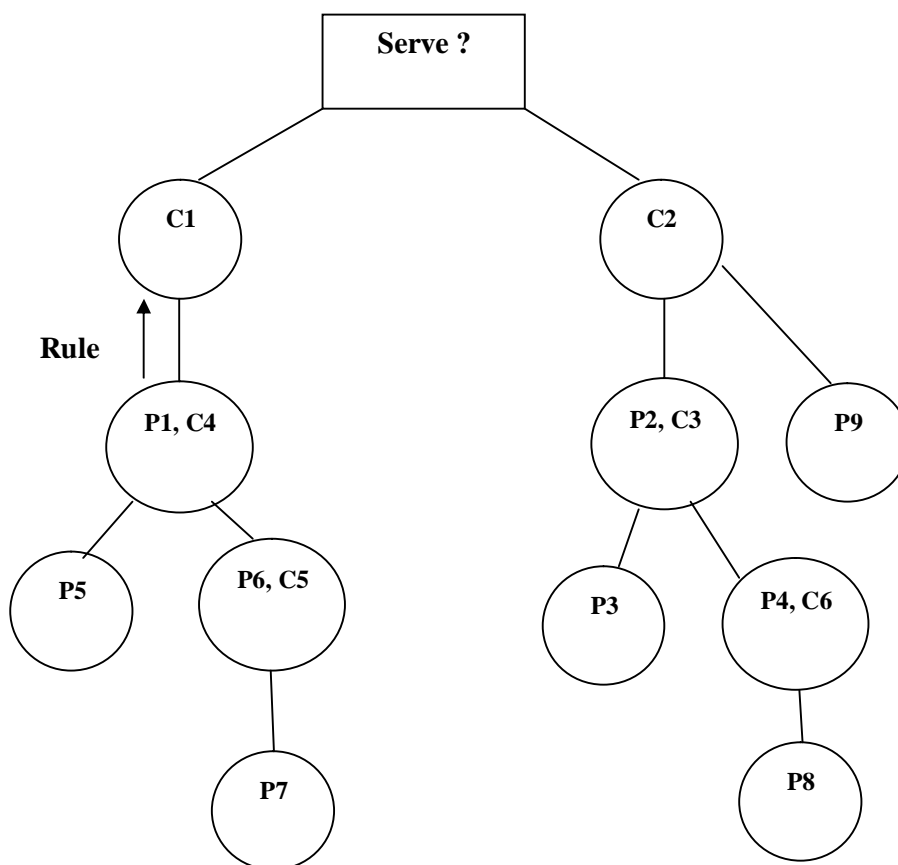 Serve ?
C1
C2
Rule
P1, C4
P2, C3
P9
P5
P6, C5
P3
P4, C6
P7
P8